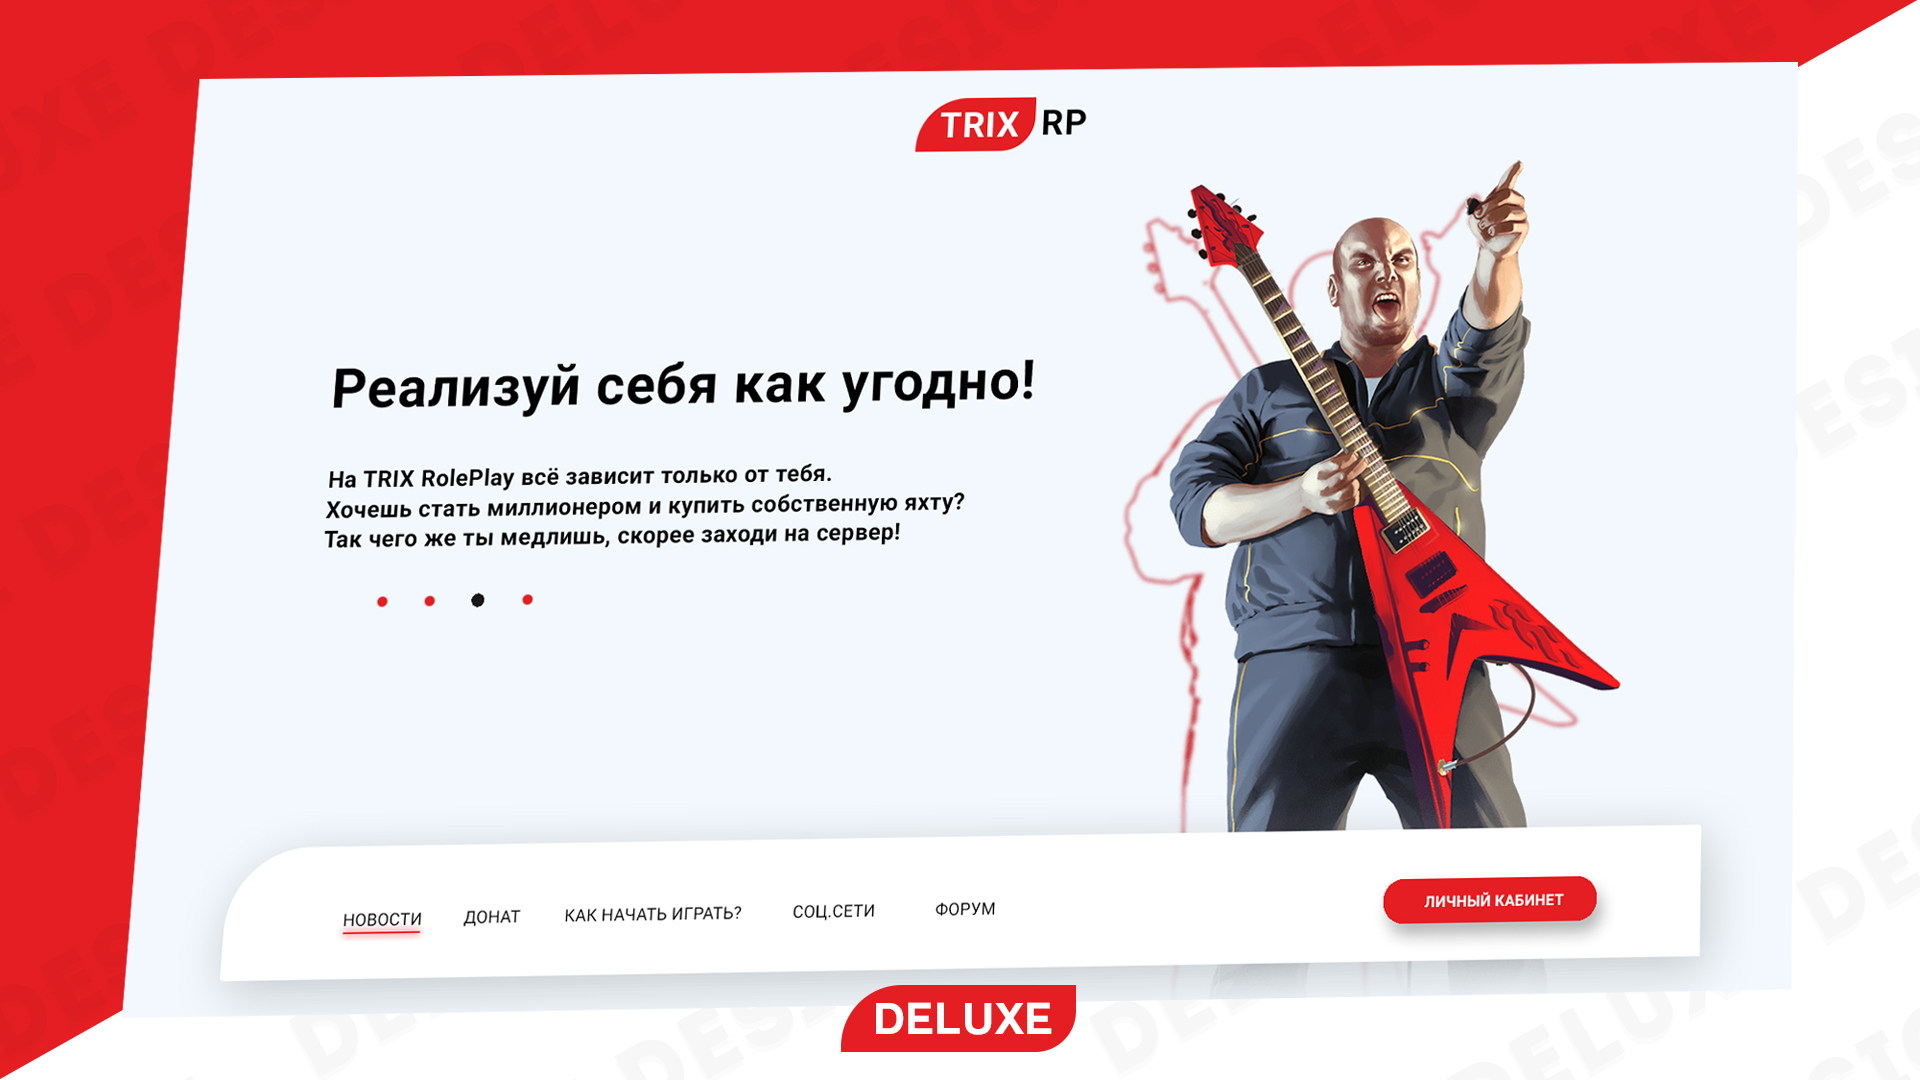 TRIX RP
Реализуй себя как угодно!
На TRIX RolePlay всё зависит только от тебя.
Хочешь стать миллионером и купить собственную яхту?
Так чего же ты медлишь, скорее заходи на сервер!
НОВОСТИ ДОНАТ КАК НАЧАТЬ ИГРАТЬ? СОЦ.СЕТИ ФОРУМ ЛИЧНЫЙ КАБИНЕТ
DELUXE